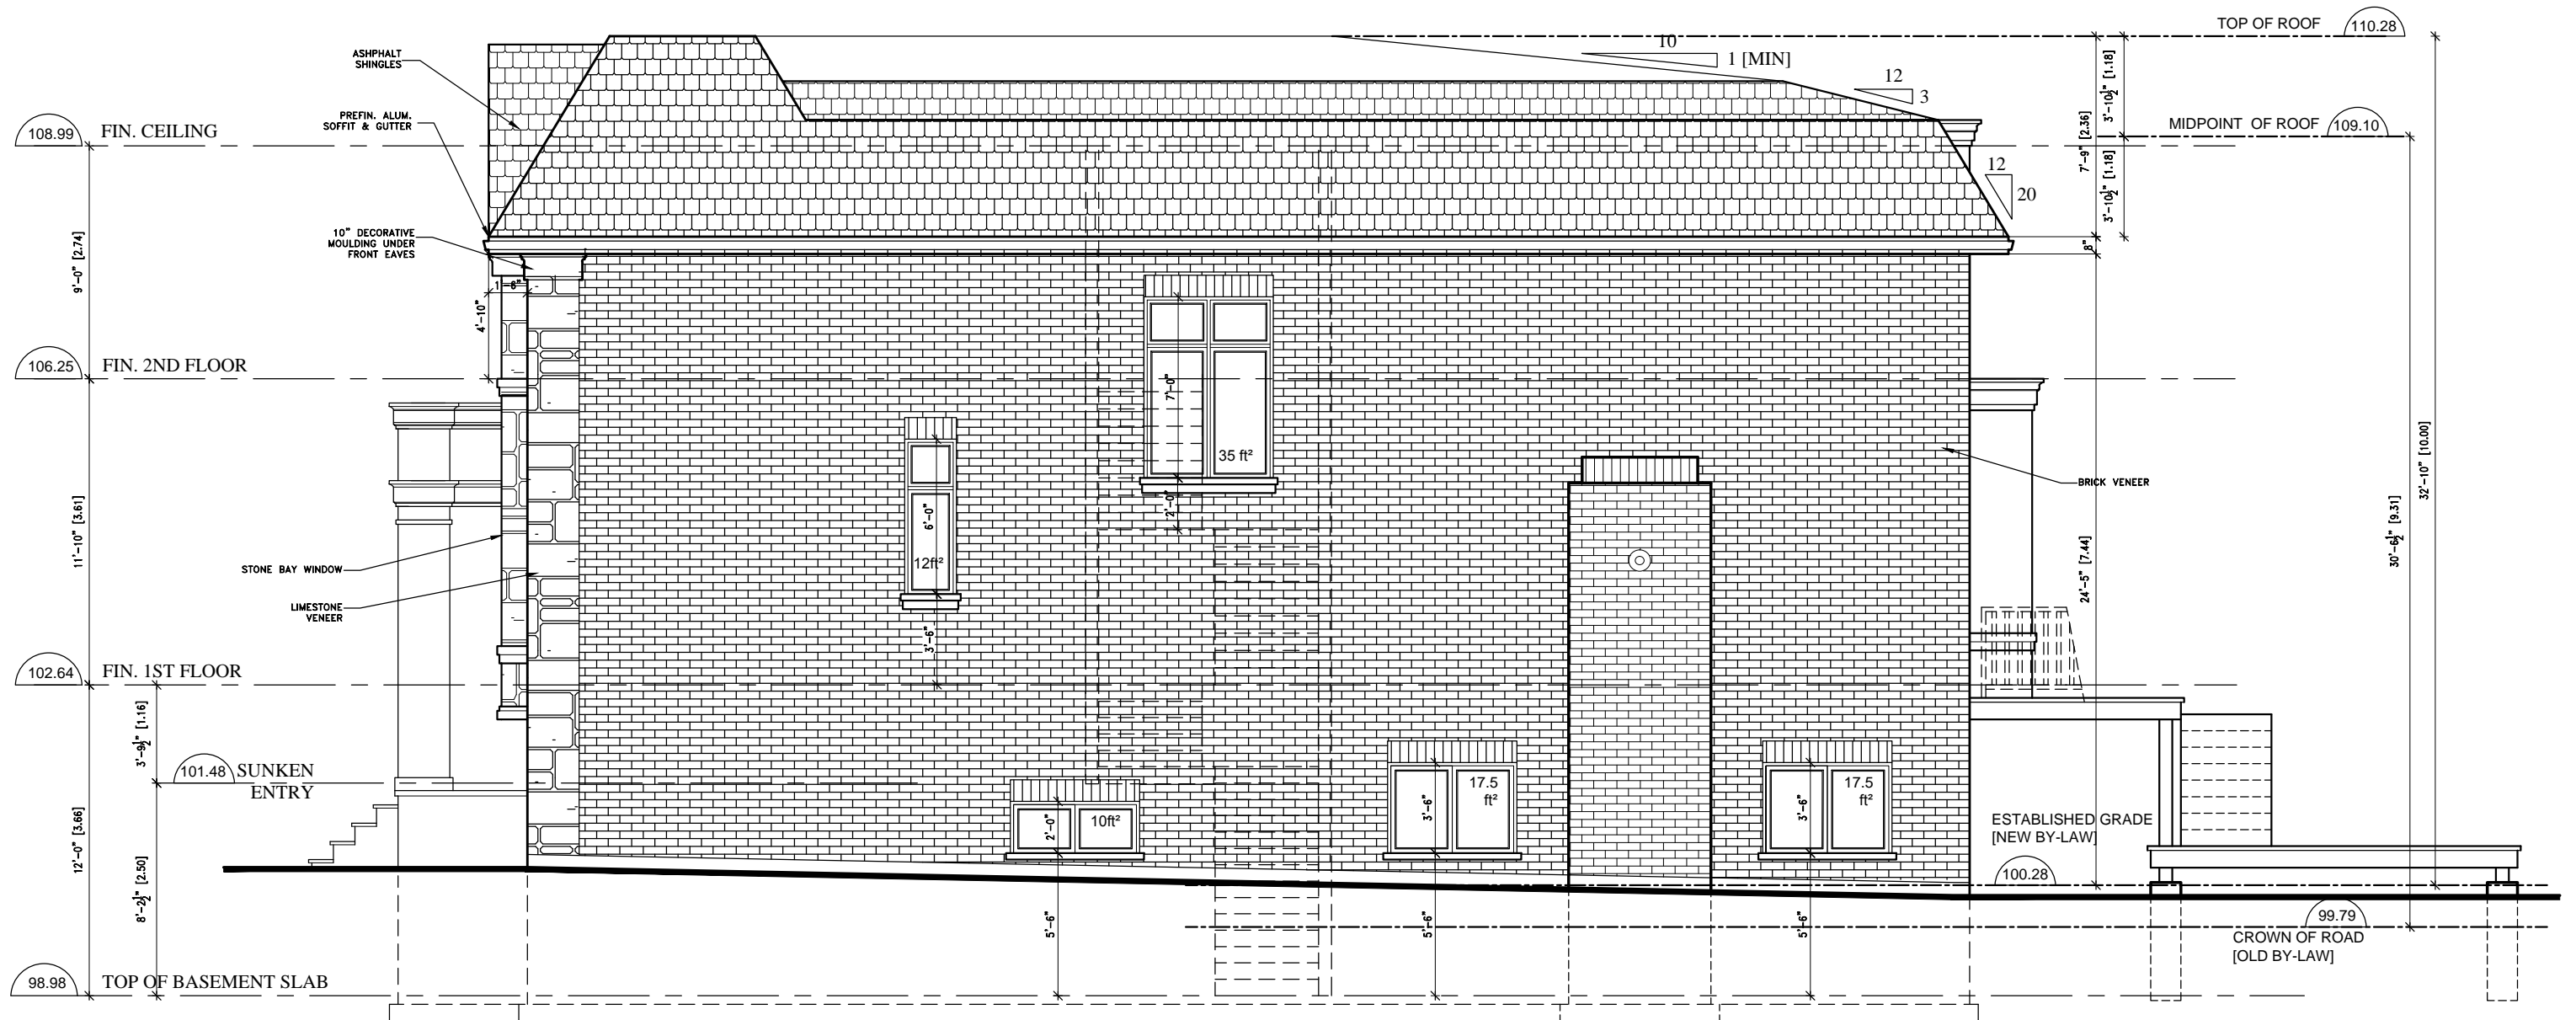 TOP OF ROOF 110.28
10
1 [MIN]
12
3
ASHPHALT
SHINGLES
3'-10½" [1.18]
PREFIN. ALUM.
SOFFIT & GUTTER
108.99 FIN. CEILING
MIDPOINT OF ROOF 109.10
7'-9" [2.36]
12
20
3'-10½" [1.18]
10" DECORATIVE
MOULDING UNDER
FRONT EAVES
8"
9'-0" [2.74]
1'-8"
4'-10"
106.25 FIN. 2ND FLOOR
7'-0"
35 ft²
2'-0"
32'-10" [10.00]
BRICK VENEER
11'-10" [3.61]
6'-0"
12ft²
3'-6"
30'-6½" [9.31]
24'-5" [7.44]
STONE BAY WINDOW
LIMESTONE
VENEER
102.64 FIN. 1ST FLOOR
3'-9½" [1.16]
101.48 SUNKEN
ENTRY
12'-0" [3.66]
8'-2½" [2.50]
2'-0"
10ft²
3'-6"
17.5
ft²
3'-6"
17.5
ft²
ESTABLISHED GRADE
[NEW BY-LAW]
100.28
5'-6"
5'-6"
5'-6"
99.79
CROWN OF ROAD
[OLD BY-LAW]
98.98 TOP OF BASEMENT SLAB